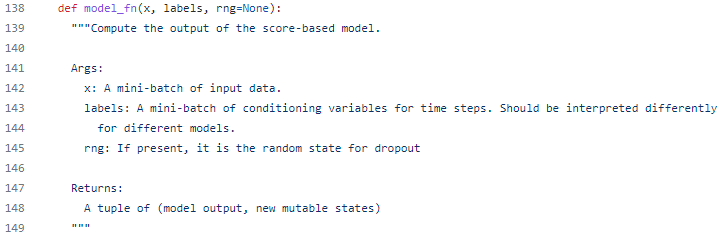 138 def model_fn(x, labels, rng=None):
139 """Compute the output of the score-based model.
140
141 Args:
142 x: A mini-batch of input data.
143 labels: A mini-batch of conditioning variables for time steps. Should be interpreted differently
144 for different models.
145 rng: If present, it is the random state for dropout
146
147 Returns:
148 A tuple of (model output, new mutable states)
149 """